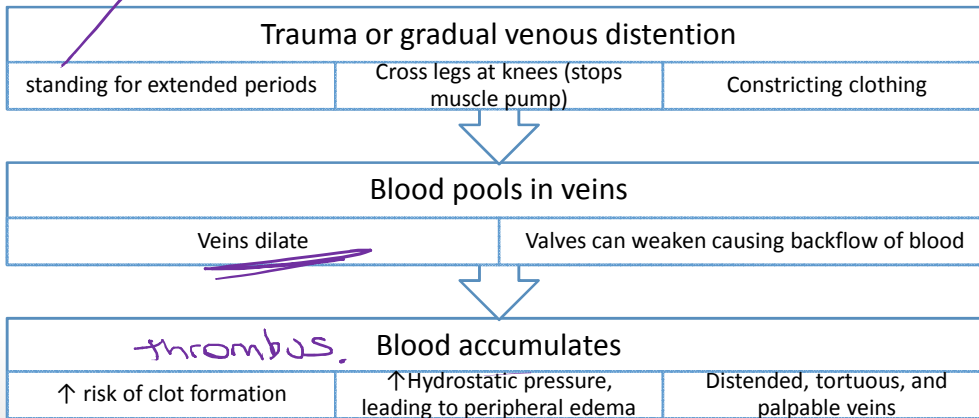 Trauma or gradual venous distention
standing for extended periods
Cross legs at knees (stops
muscle pump)
Constricting clothing
Blood pools in veins
Veins dilate
Valves can weaken causing backflow of blood
thrombus.
Blood accumulates
↑ risk of clot formation
↑Hydrostatic pressure,
leading to peripheral edema
Distended, tortuous, and
palpable veins